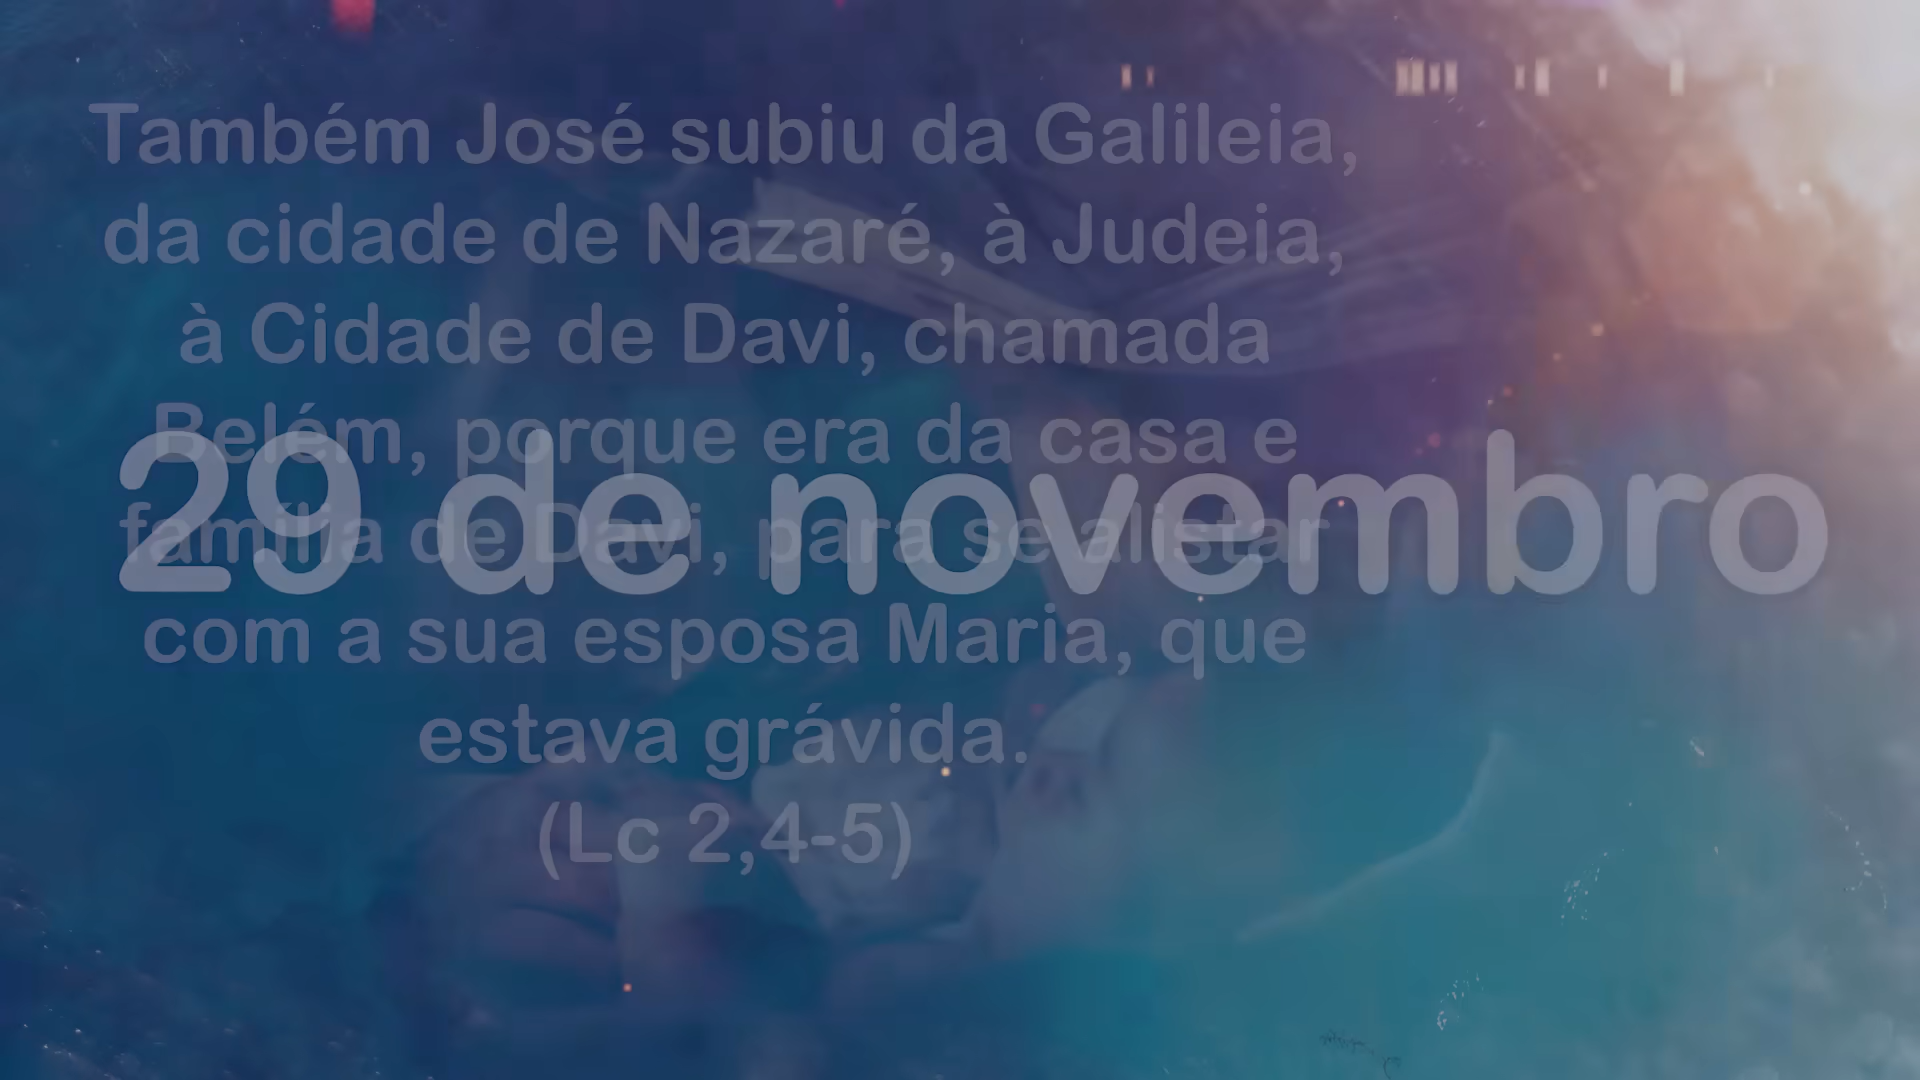 Também José subiu da Galileia,
da cidade de Nazaré, à Judeia,
à Cidade de Davi, chamada
Belém, porque era da casa e
família de Davi, para se alistar
com a sua esposa Maria, que
estava grávida.
(Lc 2,4-5)
29 de novembro